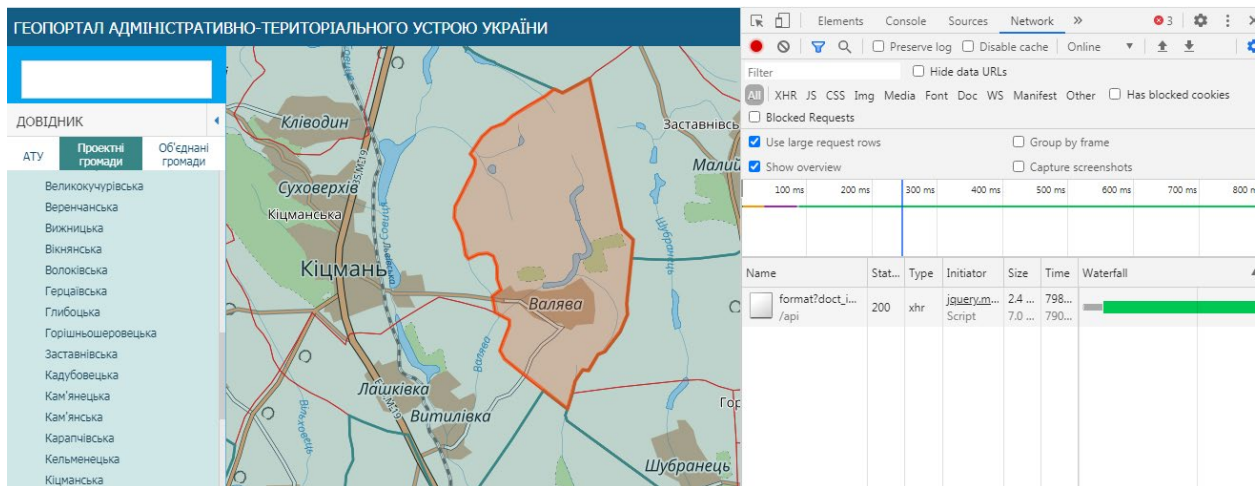 ГЕОПОРТАЛ АДМІНІСТРАТИВНО-ТЕРИТОРІАЛЬНОГО УСТРОЮ УКРАЇНИ
ДОВІДНИК
АТУ
Проектні громади
Об'єднані громади
Великокучурівська
Веренчанська
Вижницька
Вікнянська
Волоківська
Герцаївська
Глибоцька
Горішньошеровецька
Заставнівська
Кадубовецька
Кам'янецька
Кам'янська
Карапчівська
Кельменецька
Кіцманська
Кліводин
Суховерхів
Кіцманська
Кіцмань
Валява
Валява
Лашківка
Витилівка
Шубранець
Шубранець
Малий
Elements Console Sources Network » 3
Preserve log Disable cache Online
Filter Hide data URLs
All XHR JS CSS Img Media Font Doc WS Manifest Other Has blocked cookies
Blocked Requests
Use large request rows Group by frame
Show overview Capture screenshots
100 ms 200 ms 300 ms 400 ms 500 ms 600 ms 700 ms 800 m
Name Stat... Type Initiator Size Time Waterfall
format?doct_i... 200 xhr jquery.m... 2.4 ... 798...
/api Script 7.0 ... 790...